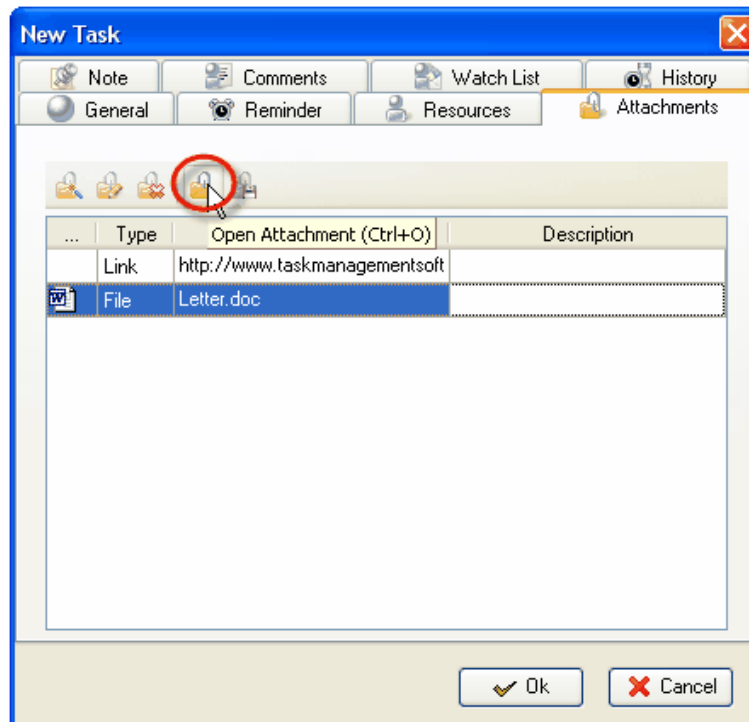 New Task
Note Comments Watch List History
General Reminder Resources Attachments
... Type Open Attachment (Ctrl+O) Description
Link http://www.taskmanagementsoft
File Letter.doc
Ok Cancel